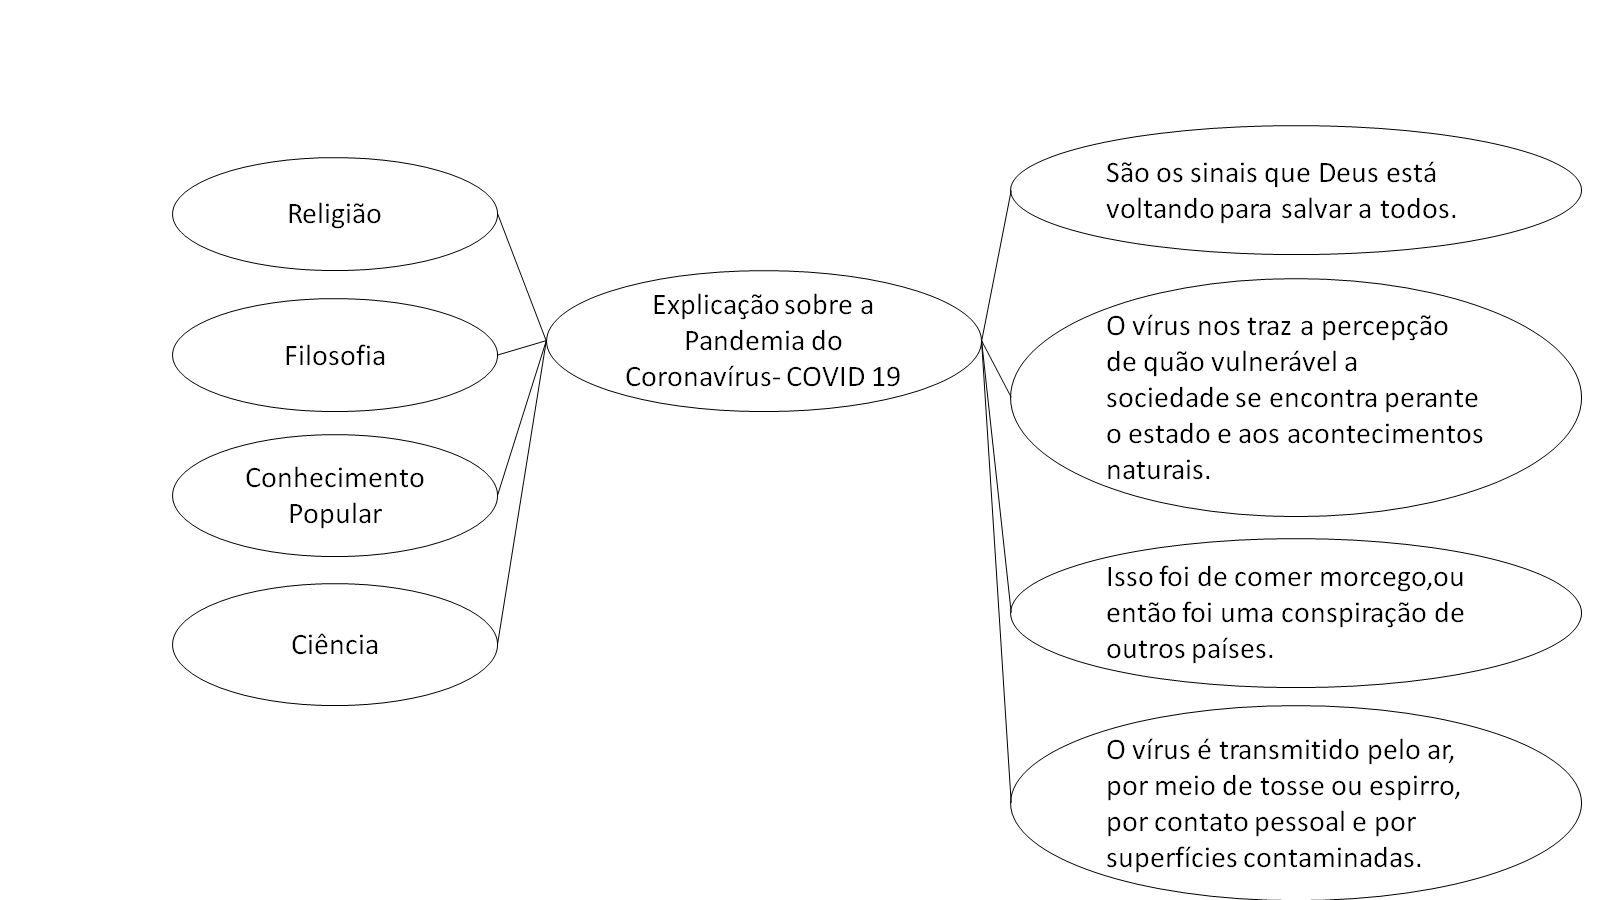 Religião
Filosofia
Conhecimento
Popular
Ciência
Explicação sobre a
Pandemia do
Coronavírus- COVID 19
São os sinais que Deus está
voltando para salvar a todos.
O vírus nos traz a percepção
de quão vulnerável a
sociedade se encontra perante
o estado e aos acontecimentos
naturais.
Isso foi de comer morcego,ou
então foi uma conspiração de
outros países.
O vírus é transmitido pelo ar,
por meio de tosse ou espirro,
por contato pessoal e por
superfícies contaminadas.